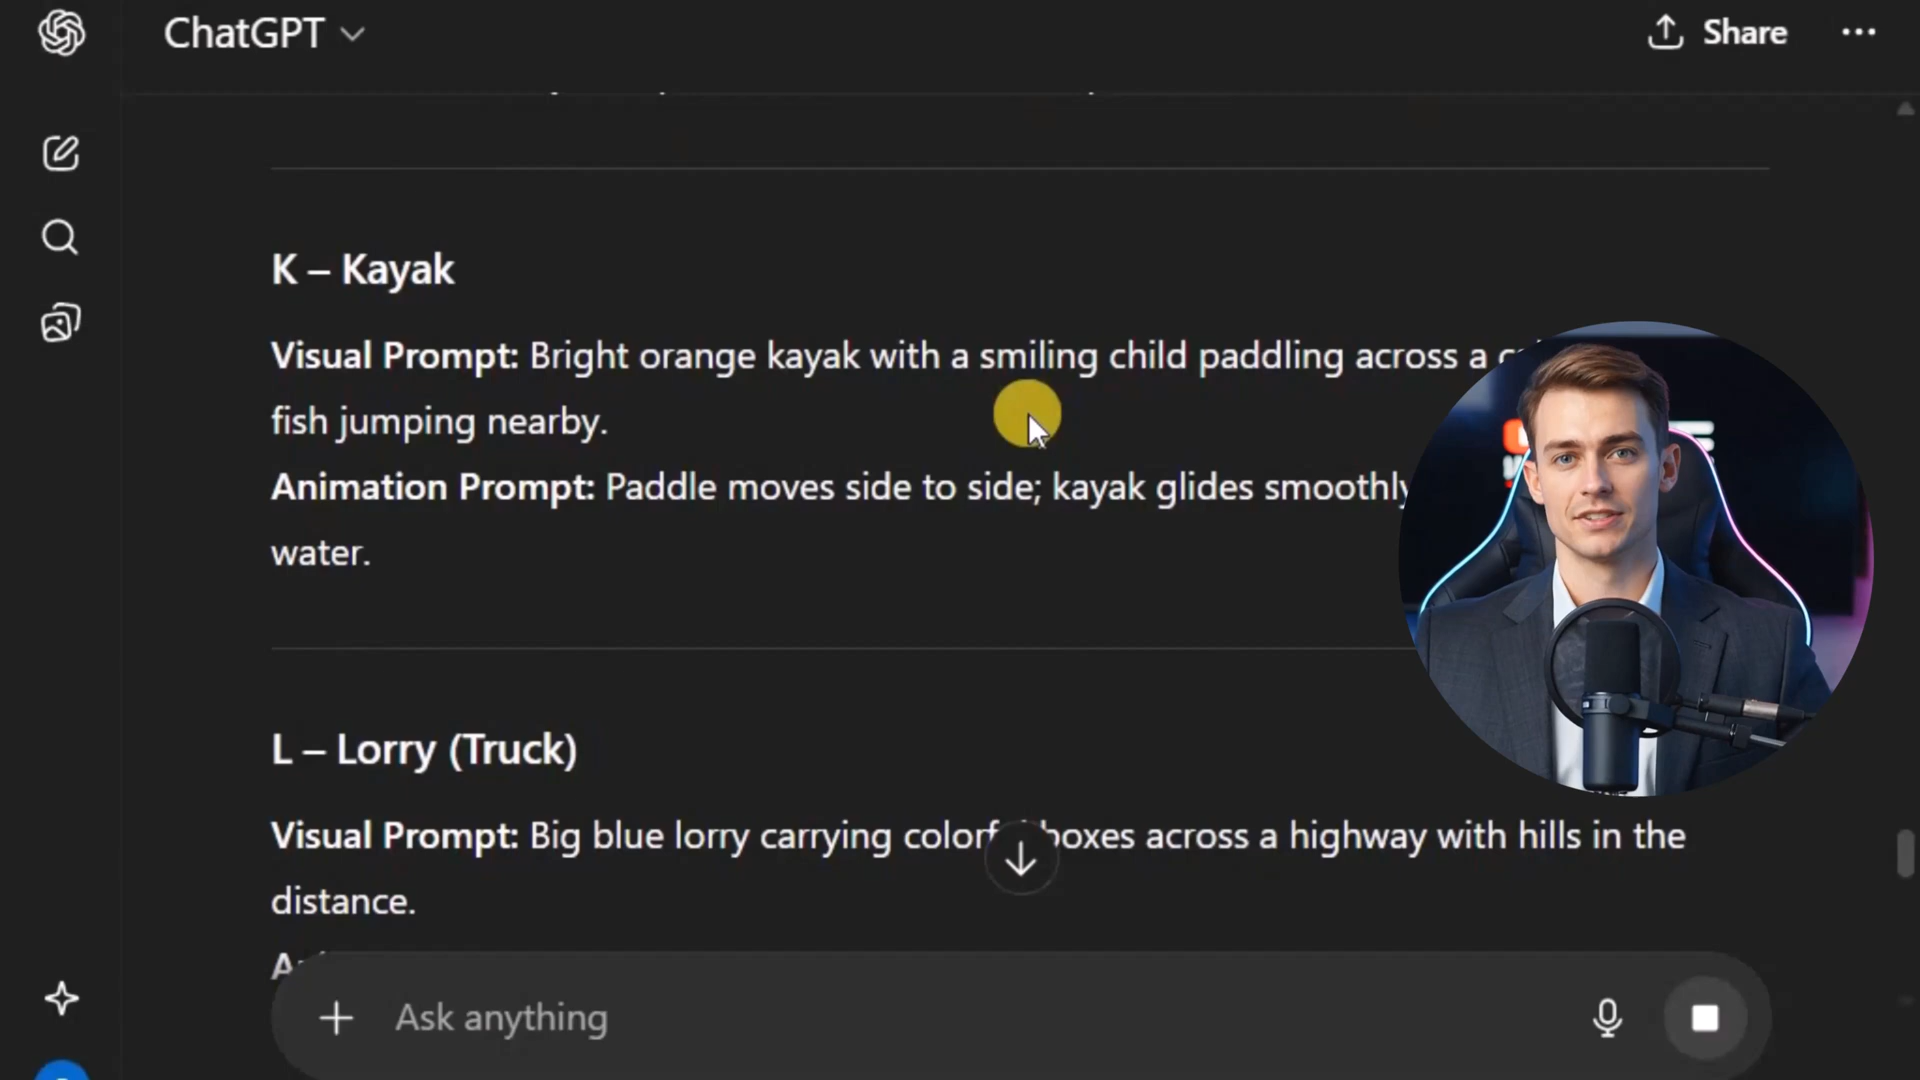 ChatGPT
Share
K – Kayak
Visual Prompt: Bright orange kayak with a smiling child paddling across a
fish jumping nearby.
Animation Prompt: Paddle moves side to side; kayak glides smoothly
water.
L – Lorry (Truck)
Visual Prompt: Big blue lorry carrying boxes across a highway with hills in the
distance.
Ask anything